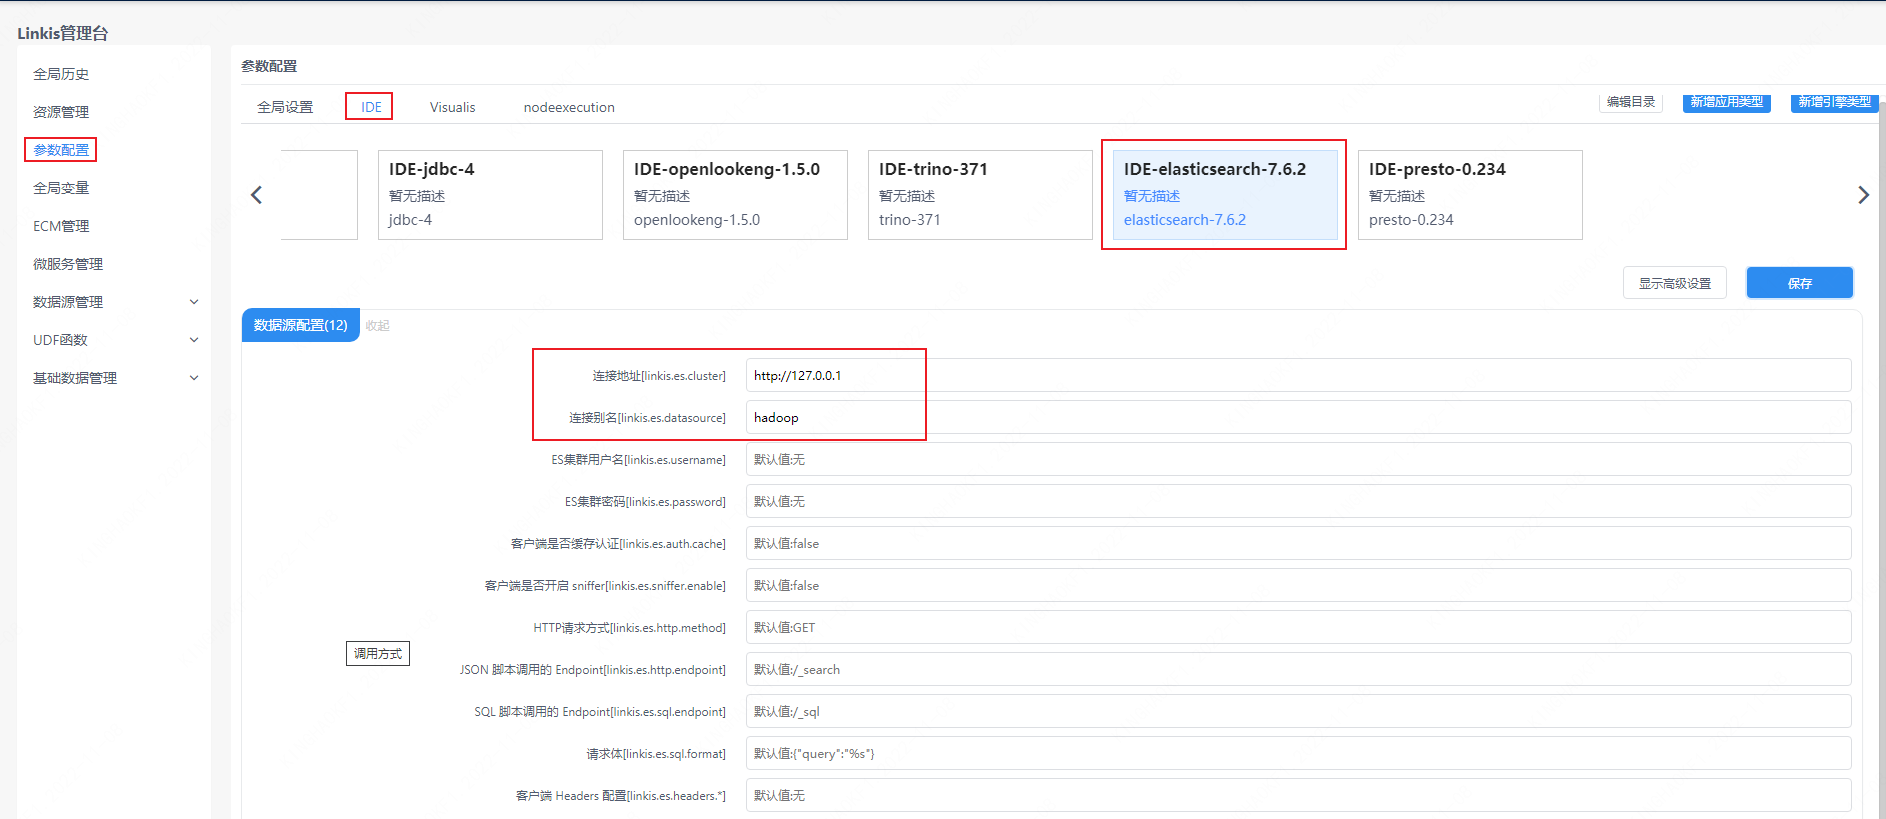 Linkis管理台
全局历史
资源管理
参数配置
全局变量
ECM管理
微服务管理
数据源管理
UDF函数
基础数据管理
参数配置
全局设置 IDE Visualis nodeexecution 编辑目录 新增应用类型 新增引擎类型
IDE-jdbc-4
暂无描述
jdbc-4
IDE-openlookeng-1.5.0
暂无描述
openlookeng-1.5.0
IDE-trino-371
暂无描述
trino-371
IDE-elasticsearch-7.6.2
暂无描述
elasticsearch-7.6.2
IDE-presto-0.234
暂无描述
presto-0.234
显示高级设置 保存
数据源配置(12) 收起
连接地址[linkis.es.cluster] http://127.0.0.1
连接别名[linkis.es.datasource] hadoop
ES集群用户名[linkis.es.username] 默认值:无
ES集群密码[linkis.es.password] 默认值:无
客户端是否缓存认证[linkis.es.auth.cache] 默认值:false
客户端是否开启 sniffer[linkis.es.sniffer.enable] 默认值:false
HTTP请求方式[linkis.es.http.method] 默认值:GET
调用方式
JSON 脚本调用的 Endpoint[linkis.es.http.endpoint] 默认值:/_search
SQL 脚本调用的 Endpoint[linkis.es.sql.endpoint] 默认值:/_sql
请求体[linkis.es.sql.format] 默认值:{"query":"%s"}
客户端 Headers 配置[linkis.es.headers.*] 默认值:无